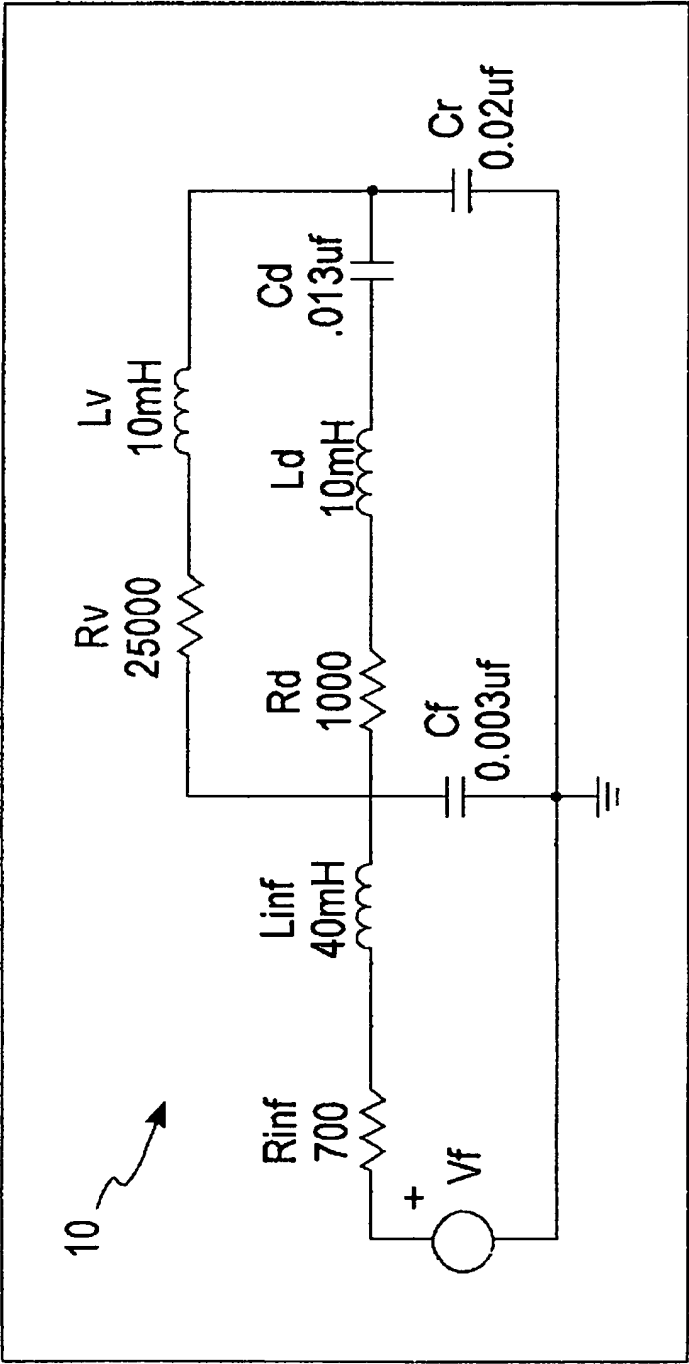 10
Rinf
700
Linf
40mH
Rv
25000
Lv
10mH
Rd
1000
Ld
10mH
Cd
.013uf
Cf
0.003uf
Cr
0.02uf
+
Vf